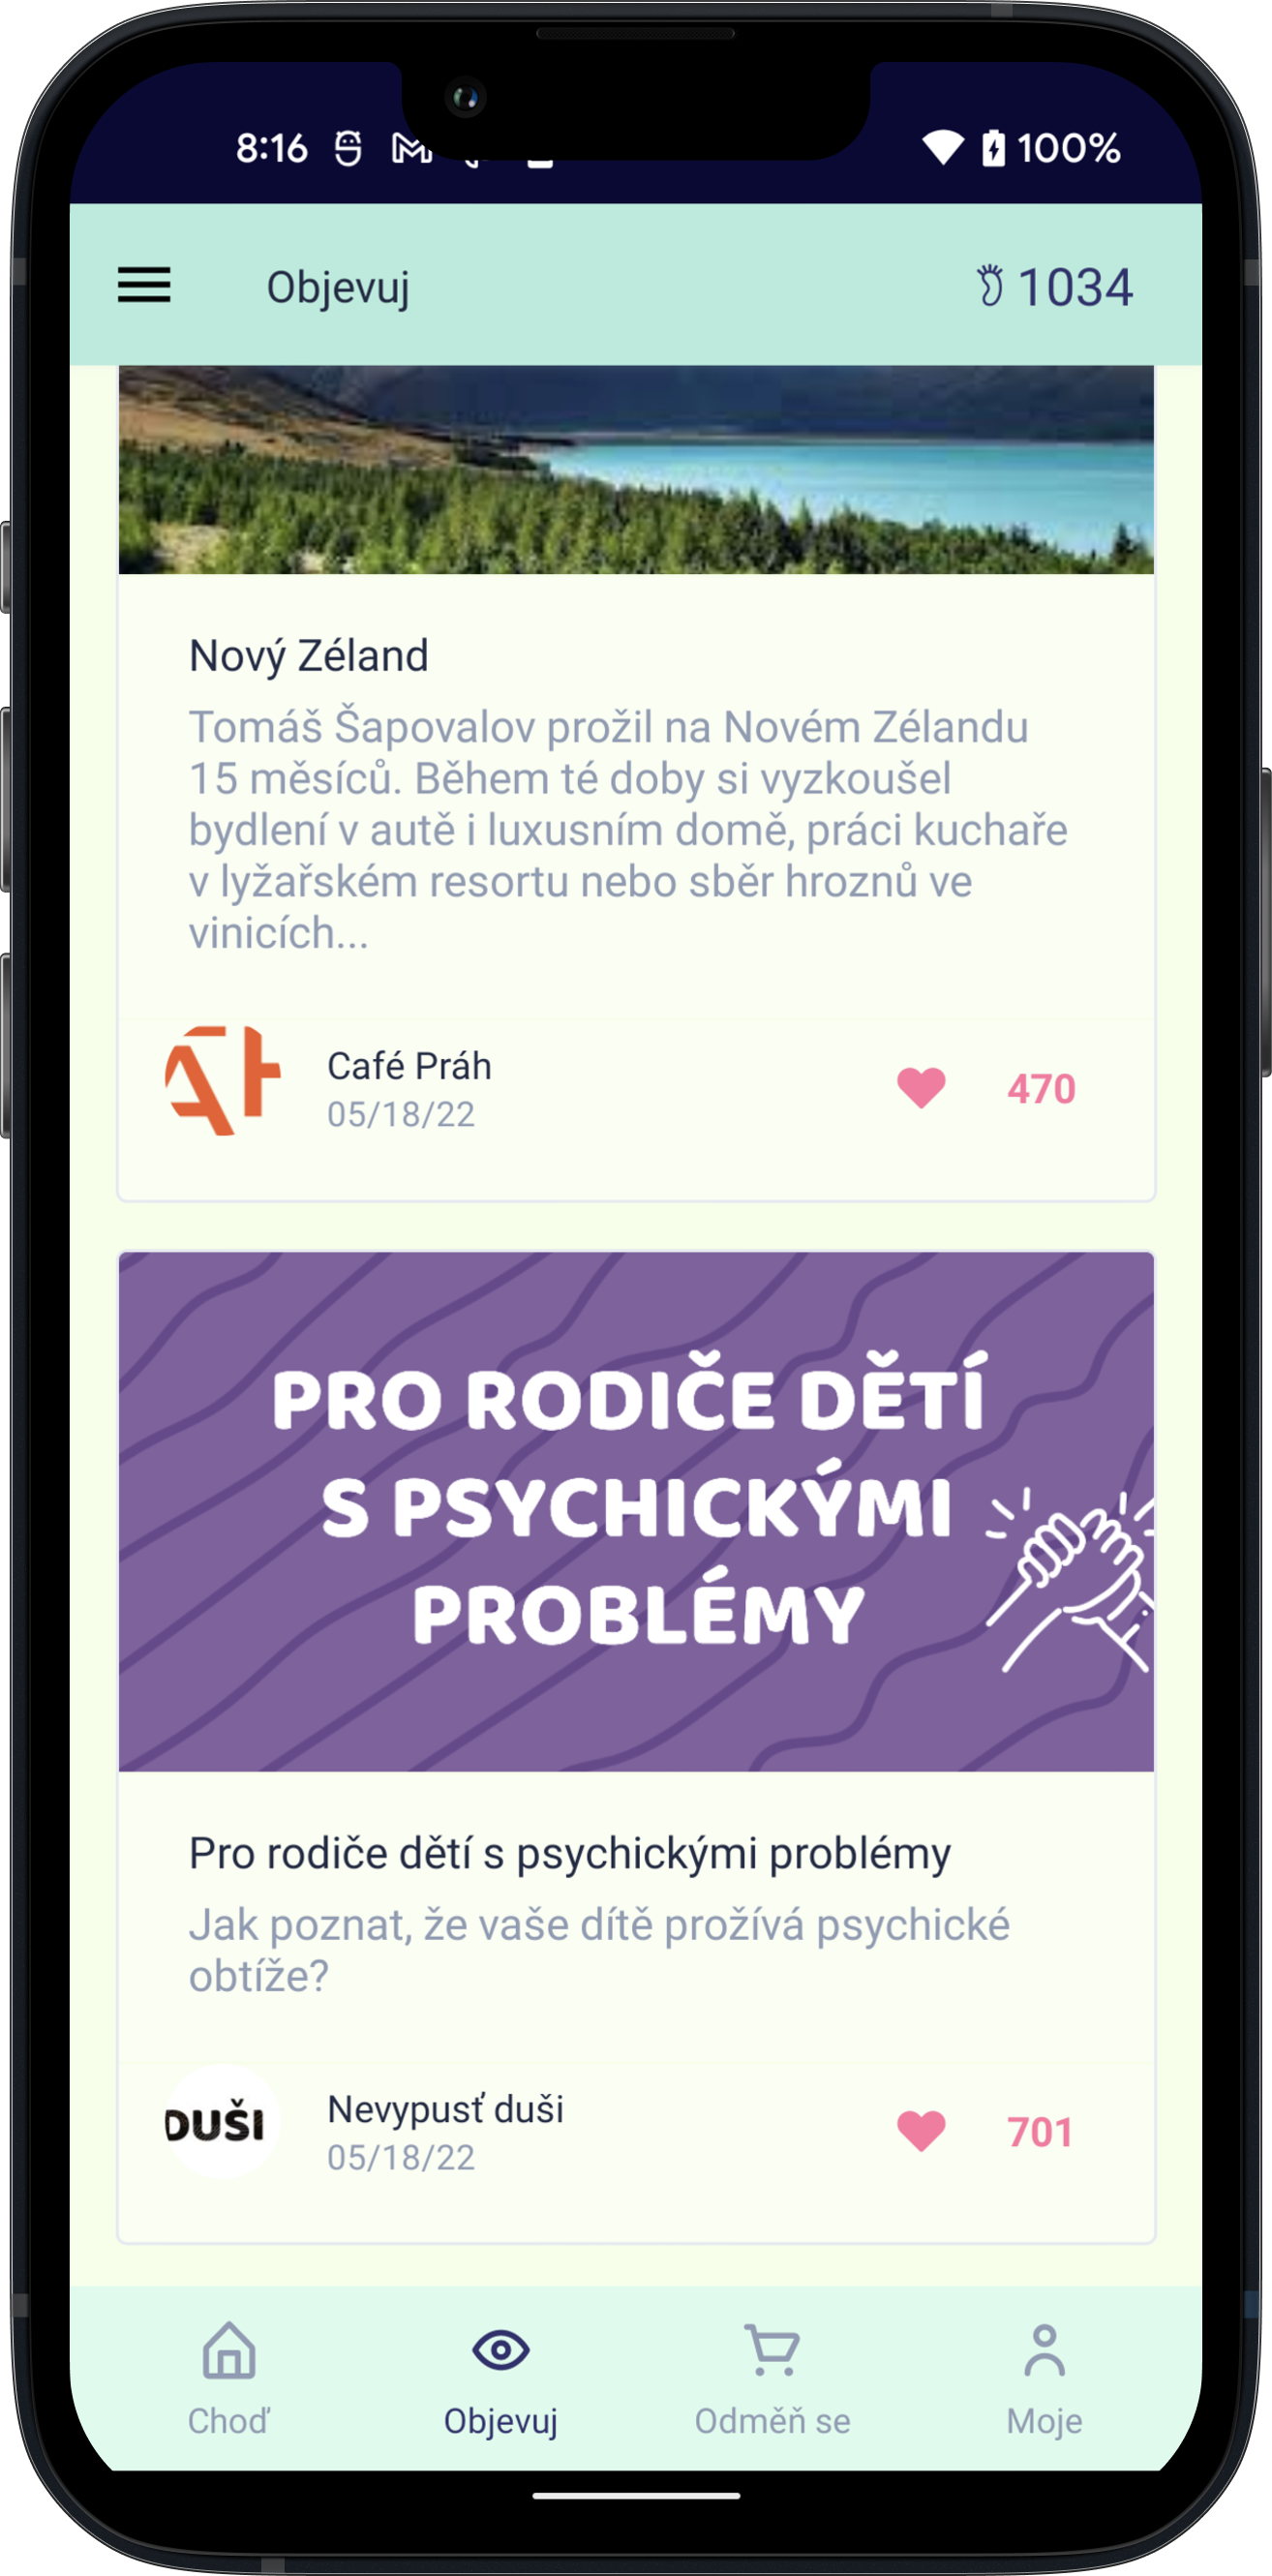 8:16
100%
Objevuj
1034
Nový Zéland
Tomáš Šapovalov prožil na Novém Zélandu
15 měsíců. Během té doby si vyzkoušel
bydlení v autě i luxusním domě, práci kuchaře
v lyžařském resortu nebo sběr hroznů ve
vinicích...
Café Práh
05/18/22
470
PRO RODIČE DĚTÍ
S PSYCHICKÝMI
PROBLÉMY
Pro rodiče dětí s psychickými problémy
Jak poznat, že vaše dítě prožívá psychické
obtíže?
DUŠI
Nevypusť duši
05/18/22
701
Choď
Objevuj
Odměň se
Moje